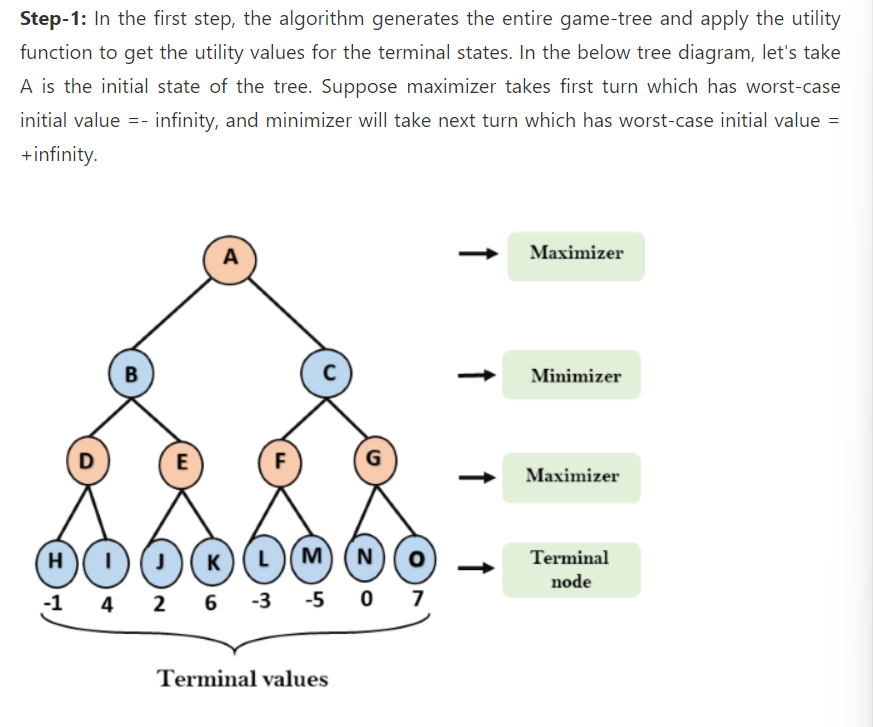 Step-1: In the first step, the algorithm generates the entire game-tree and apply the utility
function to get the utility values for the terminal states. In the below tree diagram, let's take
A is the initial state of the tree. Suppose maximizer takes first turn which has worst-case
initial value =- infinity, and minimizer will take next turn which has worst-case initial value =
+infinity.
A
Maximizer
B C
Minimizer
D E F G
Maximizer
H I J K L M N O
Terminal
node
-1 4 2 6 -3 -5 0 7
Terminal values